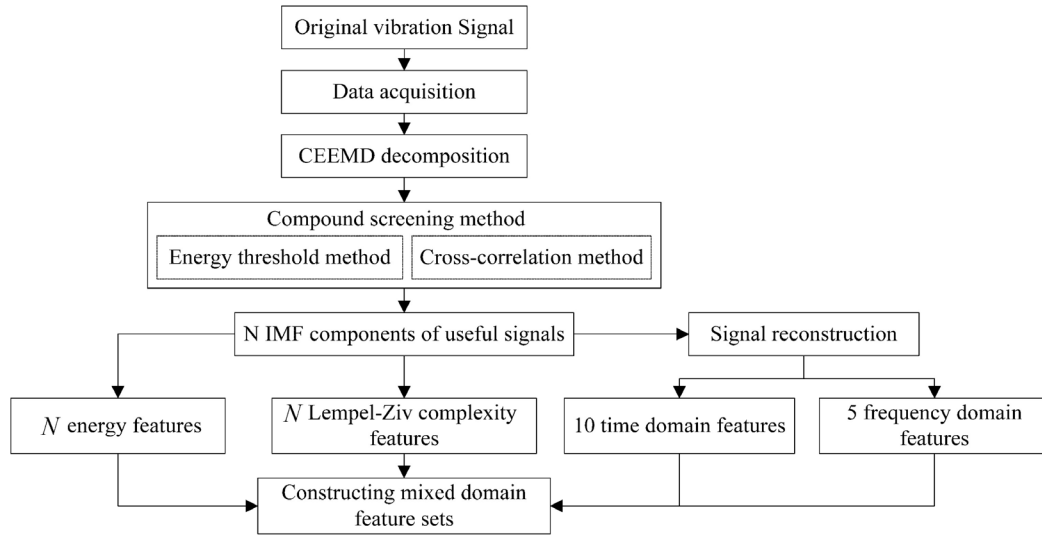 Original vibration Signal
Data acquisition
CEEMD decomposition
Compound screening method
Energy threshold method
Cross-correlation method
N IMF components of useful signals
Signal reconstruction
N energy features
N Lempel-Ziv complexity
features
10 time domain features
5 frequency domain
features
Constructing mixed domain
feature sets